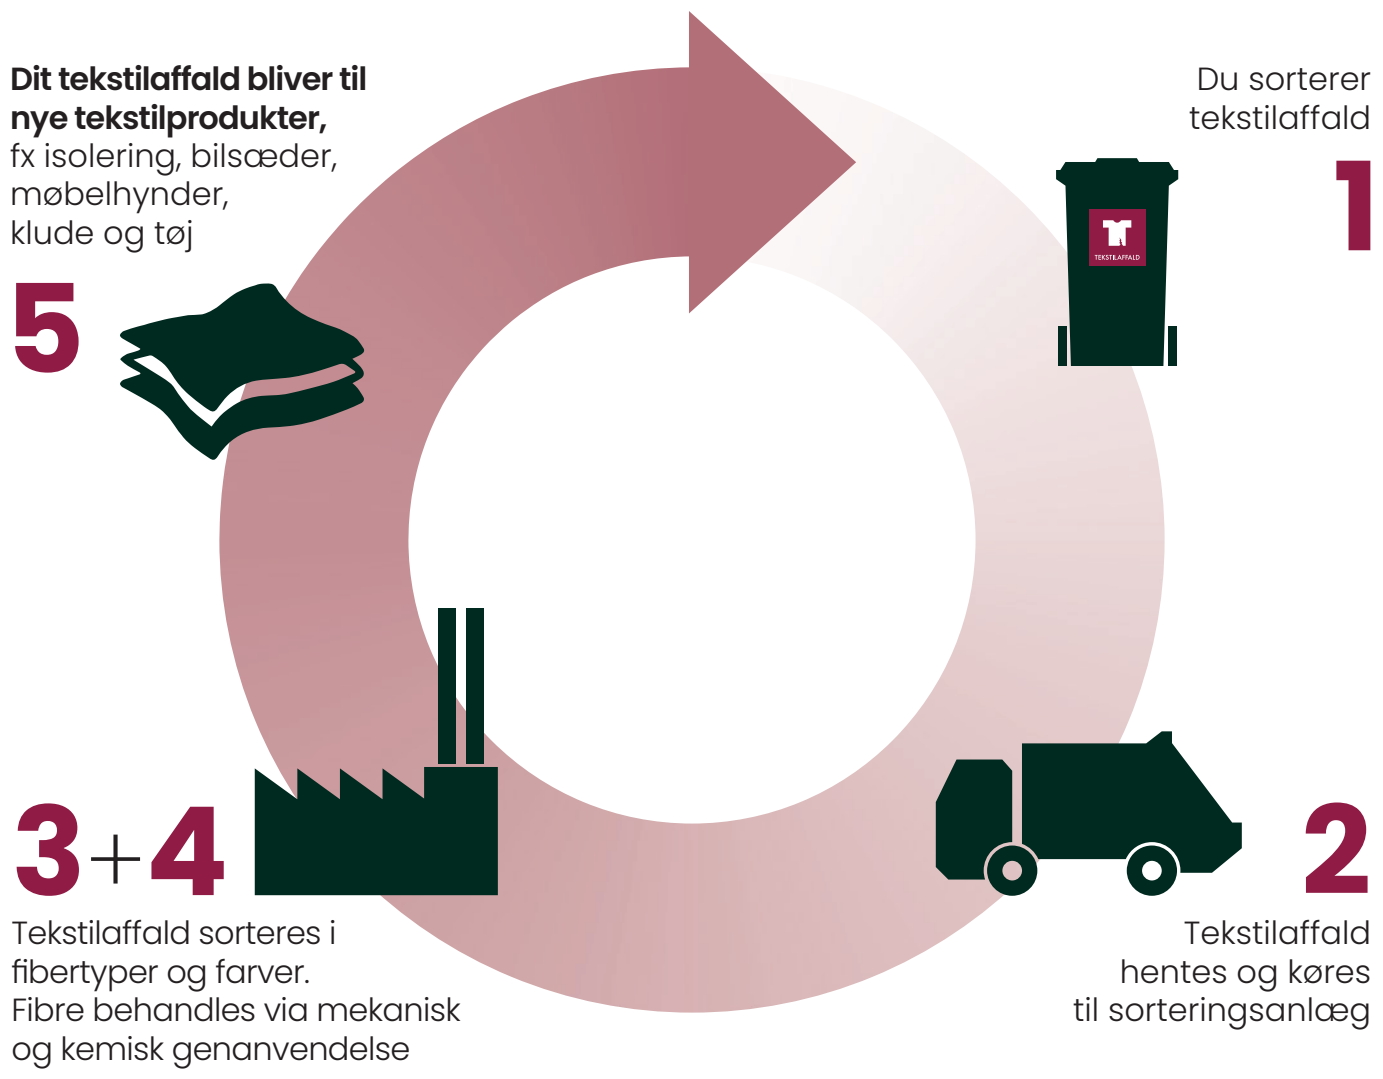 Du sorterer
tekstilaffald
1
TEKSTILAFFALD
2
Tekstilaffald
hentes og køres
til sorteringsanlæg
3+4
Tekstilaffald sorteres i
fibertyper og farver.
Fibre behandles via mekanisk
og kemisk genanvendelse
Dit tekstilaffald bliver til
nye tekstilprodukter,
fx isolering, bilsæder,
møbelhynder,
klude og tøj
5